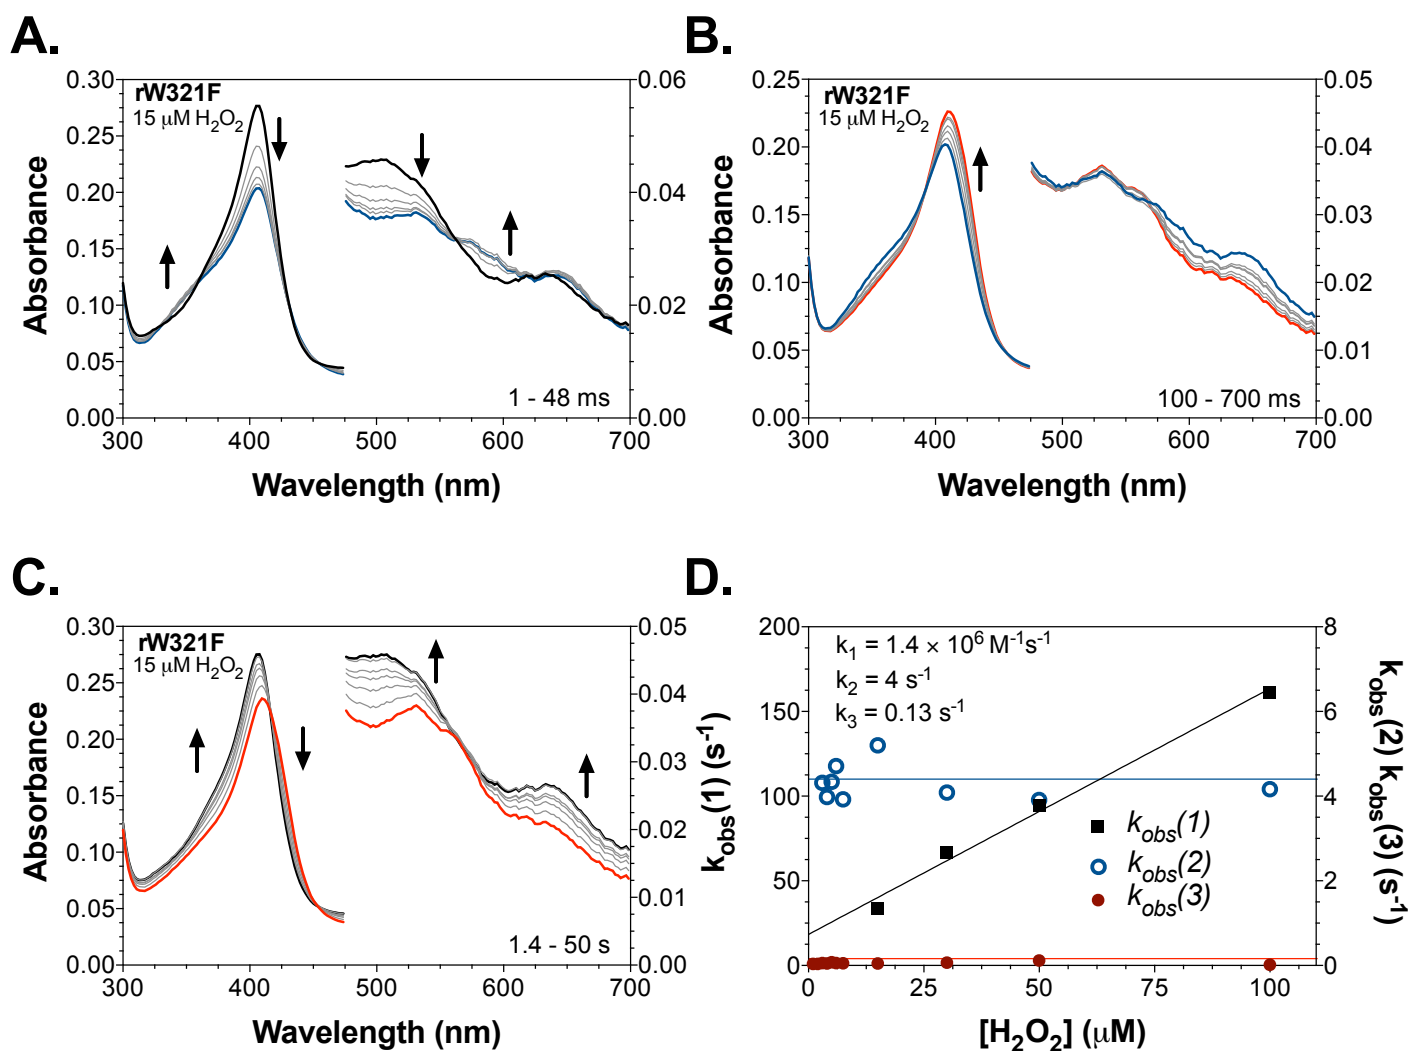 A.
rW321F
15 μM H₂O₂
0.30
0.25
0.20
0.15
0.10
0.05
0.00
0.06
0.04
0.02
0.00
300
400
500
600
700
Absorbance
Wavelength (nm)
1 - 48 ms
B.
rW321F
15 μM H₂O₂
0.25
0.20
0.15
0.10
0.05
0.00
0.05
0.04
0.03
0.02
0.01
0.00
300
400
500
600
700
Absorbance
Wavelength (nm)
100 - 700 ms
C.
rW321F
15 μM H₂O₂
0.30
0.25
0.20
0.15
0.10
0.05
0.00
0.05
0.04
0.03
0.02
0.01
0.00
300
400
500
600
700
Absorbance
Wavelength (nm)
1.4 - 50 s
D.
k₁ = 1.4 × 10⁶ M⁻¹s⁻¹
k₂ = 4 s⁻¹
k₃ = 0.13 s⁻¹
200
150
100
50
0
8
6
4
2
0
0
25
50
75
100
k_obs(1) (s⁻¹)
k_obs(2) k_obs(3) (s⁻¹)
k_obs(1)
k_obs(2)
k_obs(3)
[H₂O₂] (μM)